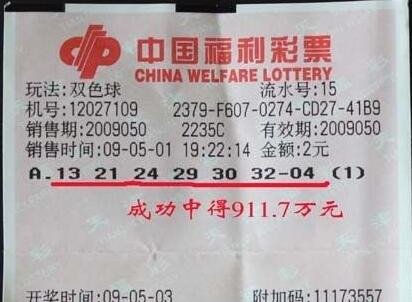 中国福利彩票
CHINA WELFARE LOTTERY
玩法:双色球 流水号:15
机号:12027109 2379-F607-0274-CD27-41B9
销售期:2009050 2235C 有效期:2009050
销售时间:09-05-01 19:22:14 金额:2元
A.13 21 24 29 30 32-04 (1)
成功中得911.7万元
开奖时间:09-05-03 附加码:11173557